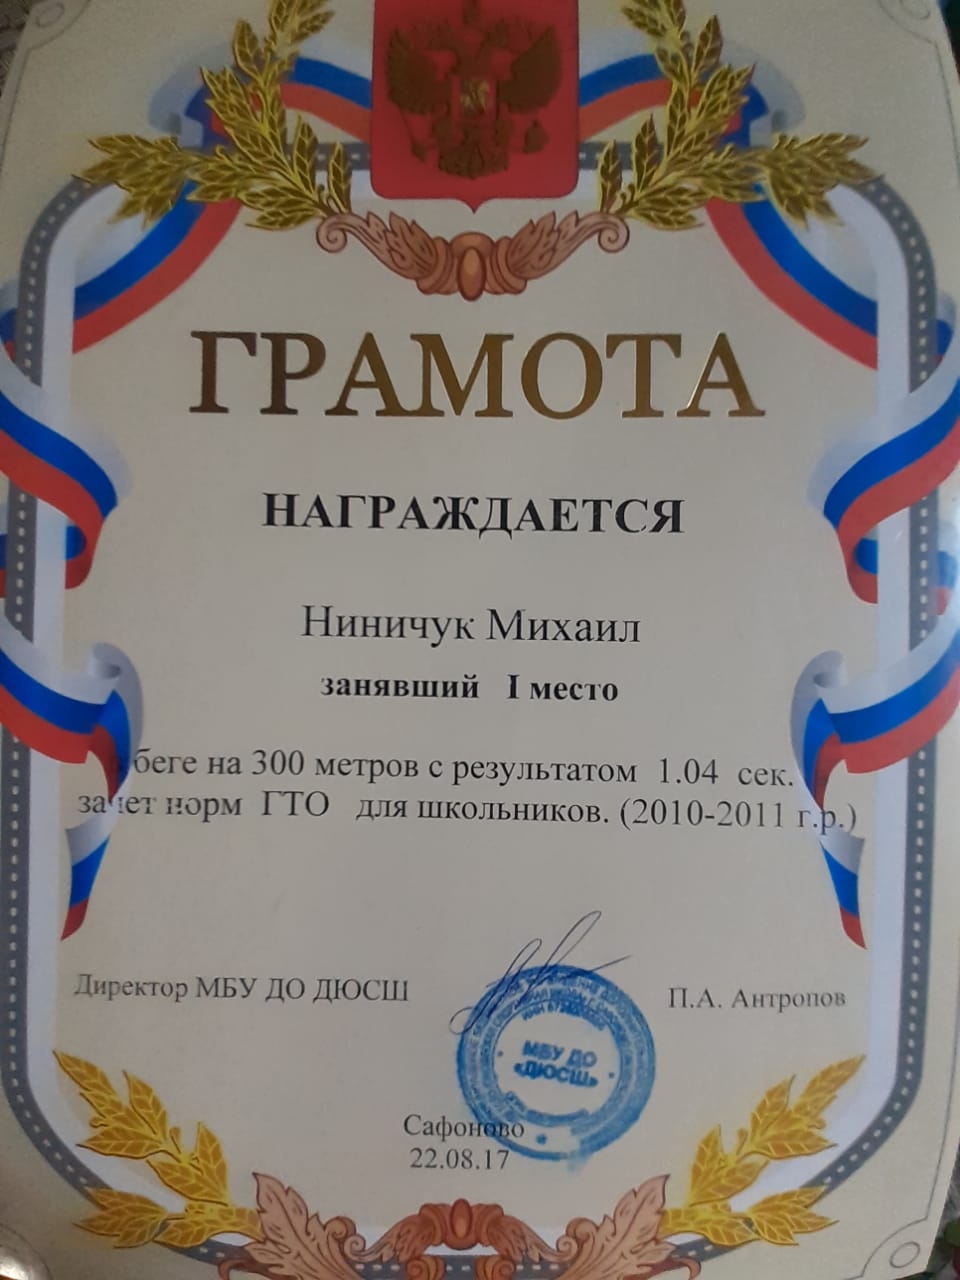 ГРАМОТА
НАГРАЖДАЕТСЯ
Ниничук Михаил
занявший I место
беге на 300 метров с результатом 1.04 сек.
зачет норм ГТО для школьников. (2010-2011 г.р.)
Директор МБУ ДО ДЮСШ
П.А. Антропов
МБУ ДО
«ДЮСШ»
Сафоново
22.08.17